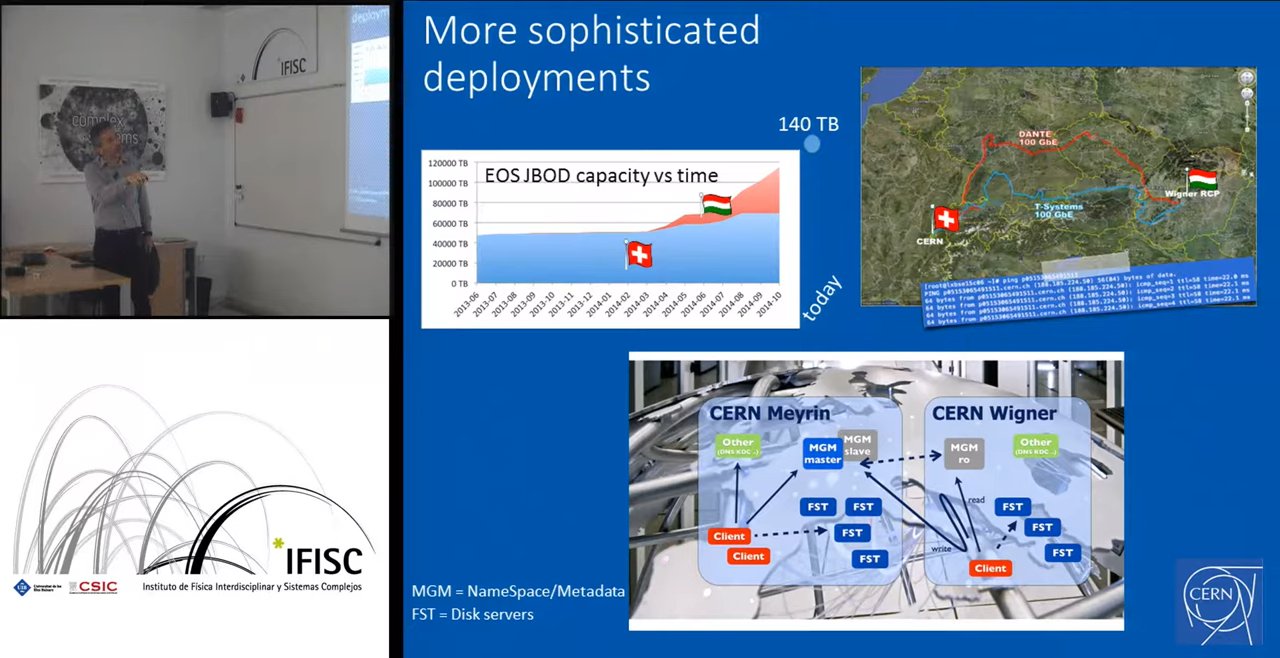 IFISC
complex
systems
More sophisticated
deployments
140 TB
EOS JBOD capacity vs time
120000 TB
100000 TB
80000 TB
60000 TB
40000 TB
20000 TB
0 TB
2013-06
2013-07
2013-08
2013-09
2013-10
2013-11
2013-12
2014-01
2014-02
2014-03
2014-04
2014-05
2014-06
2014-07
2014-08
2014-09
2014-10
today
DANTE
100 GbE
T-Systems
100 GbE
Wigner RCP
CERN
CERN Meyrin
Other
(DNS KDC ..)
MGM
master
MGM
slave
FST
FST
FST
FST
Client
Client
CERN Wigner
MGM
ro
Other
(DNS KDC ..)
read
write
FST
FST
FST
Client
MGM = NameSpace/Metadata
FST = Disk servers
CERN
IFISC
CSIC
Instituto de Física Interdisciplinar y Sistemas Complejos